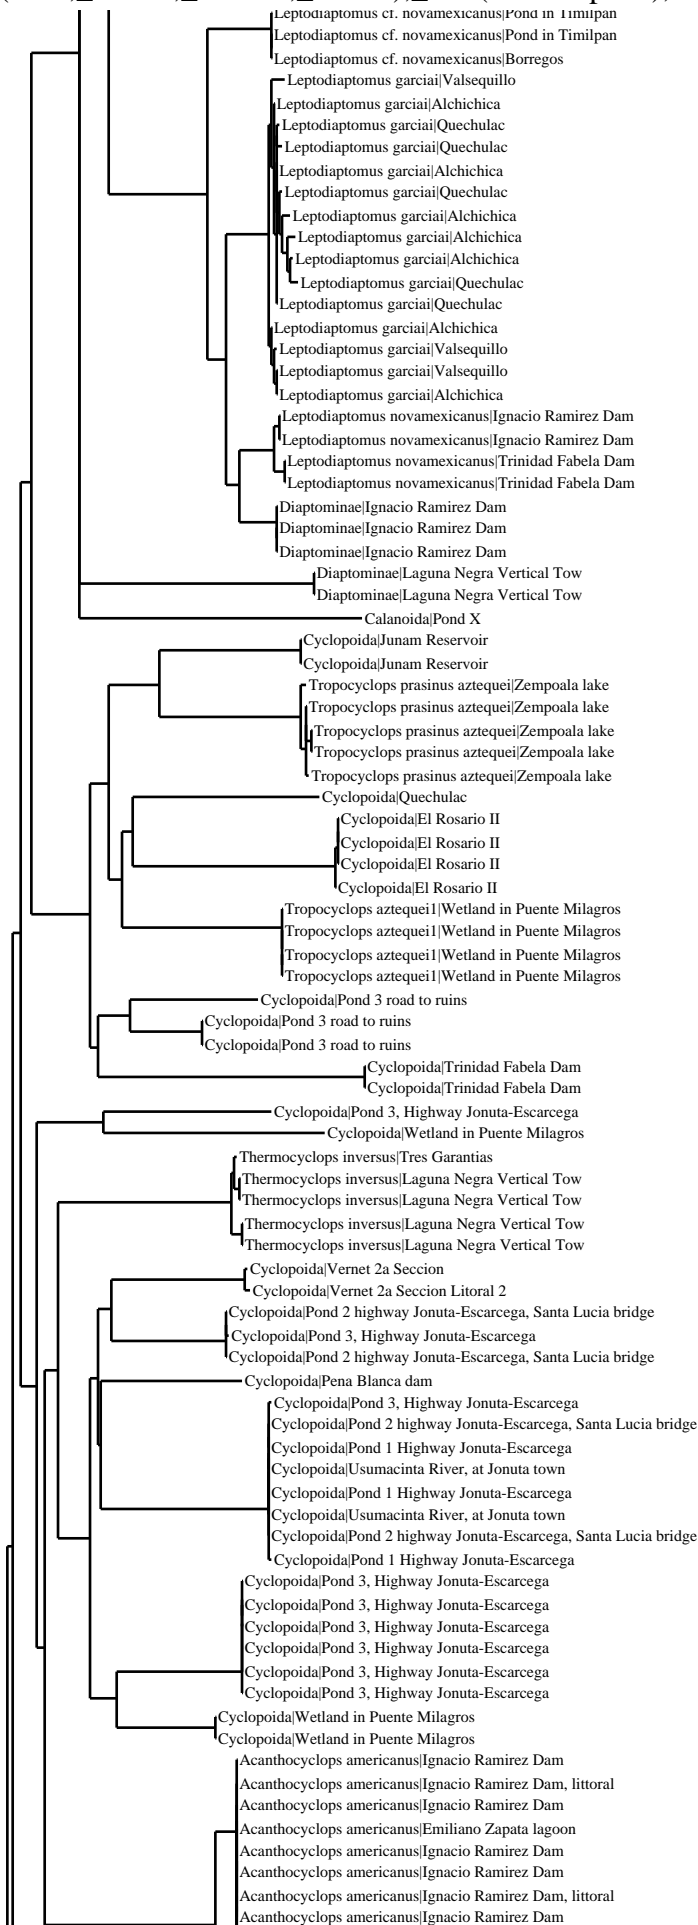 Leptodiaptomus cf. novamexicanus|Pond in Timilpan
Leptodiaptomus cf. novamexicanus|Pond in Timilpan
Leptodiaptomus cf. novamexicanus|Borregos
Leptodiaptomus garciai|Valsequillo
Leptodiaptomus garciai|Alchichica
Leptodiaptomus garciai|Quechulac
Leptodiaptomus garciai|Quechulac
Leptodiaptomus garciai|Alchichica
Leptodiaptomus garciai|Quechulac
Leptodiaptomus garciai|Alchichica
Leptodiaptomus garciai|Alchichica
Leptodiaptomus garciai|Alchichica
Leptodiaptomus garciai|Quechulac
Leptodiaptomus garciai|Quechulac
Leptodiaptomus garciai|Alchichica
Leptodiaptomus garciai|Valsequillo
Leptodiaptomus garciai|Valsequillo
Leptodiaptomus garciai|Alchichica
Leptodiaptomus novamexicanus|Ignacio Ramirez Dam
Leptodiaptomus novamexicanus|Ignacio Ramirez Dam
Leptodiaptomus novamexicanus|Trinidad Fabela Dam
Leptodiaptomus novamexicanus|Trinidad Fabela Dam
Diaptominae|Ignacio Ramirez Dam
Diaptominae|Ignacio Ramirez Dam
Diaptominae|Ignacio Ramirez Dam
Diaptominae|Laguna Negra Vertical Tow
Diaptominae|Laguna Negra Vertical Tow
Calanoida|Pond X
Cyclopoida|Junam Reservoir
Cyclopoida|Junam Reservoir
Tropocyclops prasinus aztequei|Zempoala lake
Tropocyclops prasinus aztequei|Zempoala lake
Tropocyclops prasinus aztequei|Zempoala lake
Tropocyclops prasinus aztequei|Zempoala lake
Tropocyclops prasinus aztequei|Zempoala lake
Cyclopoida|Quechulac
Cyclopoida|El Rosario II
Cyclopoida|El Rosario II
Cyclopoida|El Rosario II
Cyclopoida|El Rosario II
Tropocyclops aztequei1|Wetland in Puente Milagros
Tropocyclops aztequei1|Wetland in Puente Milagros
Tropocyclops aztequei1|Wetland in Puente Milagros
Tropocyclops aztequei1|Wetland in Puente Milagros
Cyclopoida|Pond 3 road to ruins
Cyclopoida|Pond 3 road to ruins
Cyclopoida|Pond 3 road to ruins
Cyclopoida|Trinidad Fabela Dam
Cyclopoida|Trinidad Fabela Dam
Cyclopoida|Pond 3, Highway Jonuta-Escarcega
Cyclopoida|Wetland in Puente Milagros
Thermocyclops inversus|Tres Garantias
Thermocyclops inversus|Laguna Negra Vertical Tow
Thermocyclops inversus|Laguna Negra Vertical Tow
Thermocyclops inversus|Laguna Negra Vertical Tow
Thermocyclops inversus|Laguna Negra Vertical Tow
Cyclopoida|Vernet 2a Seccion
Cyclopoida|Vernet 2a Seccion Litoral 2
Cyclopoida|Pond 2 highway Jonuta-Escarcega, Santa Lucia bridge
Cyclopoida|Pond 3, Highway Jonuta-Escarcega
Cyclopoida|Pond 2 highway Jonuta-Escarcega, Santa Lucia bridge
Cyclopoida|Pena Blanca dam
Cyclopoida|Pond 3, Highway Jonuta-Escarcega
Cyclopoida|Pond 2 highway Jonuta-Escarcega, Santa Lucia bridge
Cyclopoida|Pond 1 Highway Jonuta-Escarcega
Cyclopoida|Usumacinta River, at Jonuta town
Cyclopoida|Pond 1 Highway Jonuta-Escarcega
Cyclopoida|Usumacinta River, at Jonuta town
Cyclopoida|Pond 2 highway Jonuta-Escarcega, Santa Lucia bridge
Cyclopoida|Pond 1 Highway Jonuta-Escarcega
Cyclopoida|Pond 3, Highway Jonuta-Escarcega
Cyclopoida|Pond 3, Highway Jonuta-Escarcega
Cyclopoida|Pond 3, Highway Jonuta-Escarcega
Cyclopoida|Pond 3, Highway Jonuta-Escarcega
Cyclopoida|Pond 3, Highway Jonuta-Escarcega
Cyclopoida|Pond 3, Highway Jonuta-Escarcega
Cyclopoida|Wetland in Puente Milagros
Cyclopoida|Wetland in Puente Milagros
Acanthocyclops americanus|Ignacio Ramirez Dam
Acanthocyclops americanus|Ignacio Ramirez Dam, littoral
Acanthocyclops americanus|Ignacio Ramirez Dam
Acanthocyclops americanus|Emiliano Zapata lagoon
Acanthocyclops americanus|Ignacio Ramirez Dam
Acanthocyclops americanus|Ignacio Ramirez Dam
Acanthocyclops americanus|Ignacio Ramirez Dam, littoral
Acanthocyclops americanus|Ignacio Ramirez Dam